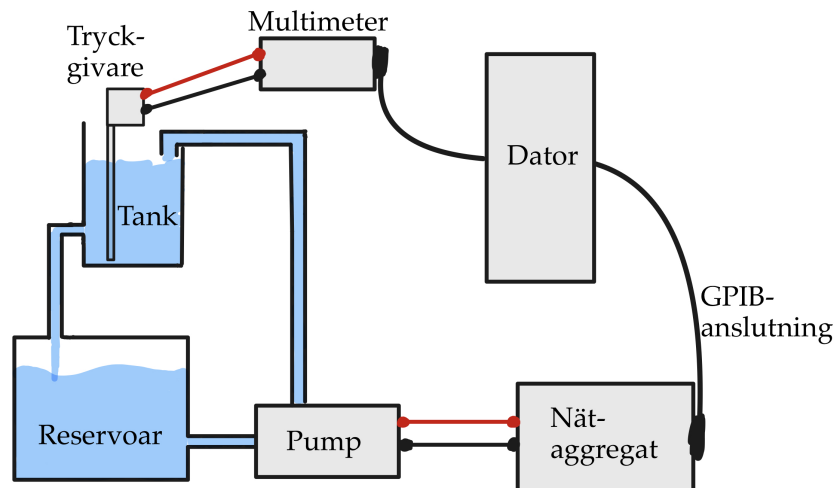 Multimeter
Tryck-
givare
Dator
Tank
GPIB-
anslutning
Reservoar
Pump
Nät-
aggregat